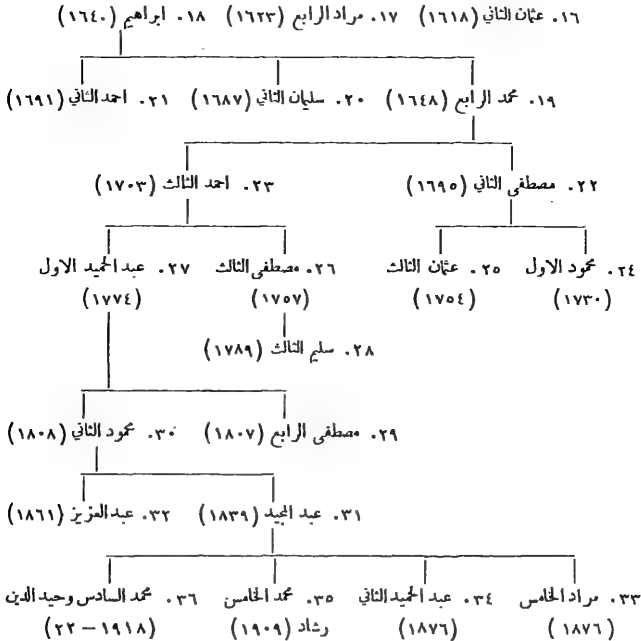 ١٦. عثمان الثاني (١٦١٨) ١٧. مراد الرابع (١٦٢٣) ١٨. ابراهيم (١٦٤٠)
١٩. محمد الرابع (١٦٤٨) ٢٠. سليمان الثاني (١٦٨٧) ٢١. احمد الثاني (١٦٩١)
٢٢. مصطفى الثاني (١٦٩٥) ٢٣. احمد الثالث (١٧٠٣)
٢٤. محمود الاول ٢٥. عثمان الثالث ٢٦. مصطفى الثالث ٢٧. عبد الحميد الاول
(١٧٣٠) (١٧٥٤) (١٧٥٧) (١٧٧٤)
٢٨. سليم الثالث (١٧٨٩)
٢٩. مصطفى الرابع (١٨٠٧) ٣٠. محمود الثاني (١٨٠٨)
٣١. عبد المجيد (١٨٣٩) ٣٢. عبد العزيز (١٨٦١)
٣٣. مراد الخامس ٣٤. عبد الحميد الثاني ٣٥. محمد الخامس ٣٦. محمد السادس وحيد الدين
(١٨٧٦) (١٨٧٦) رشاد (١٩٠٩) (١٩١٨–٢٢)